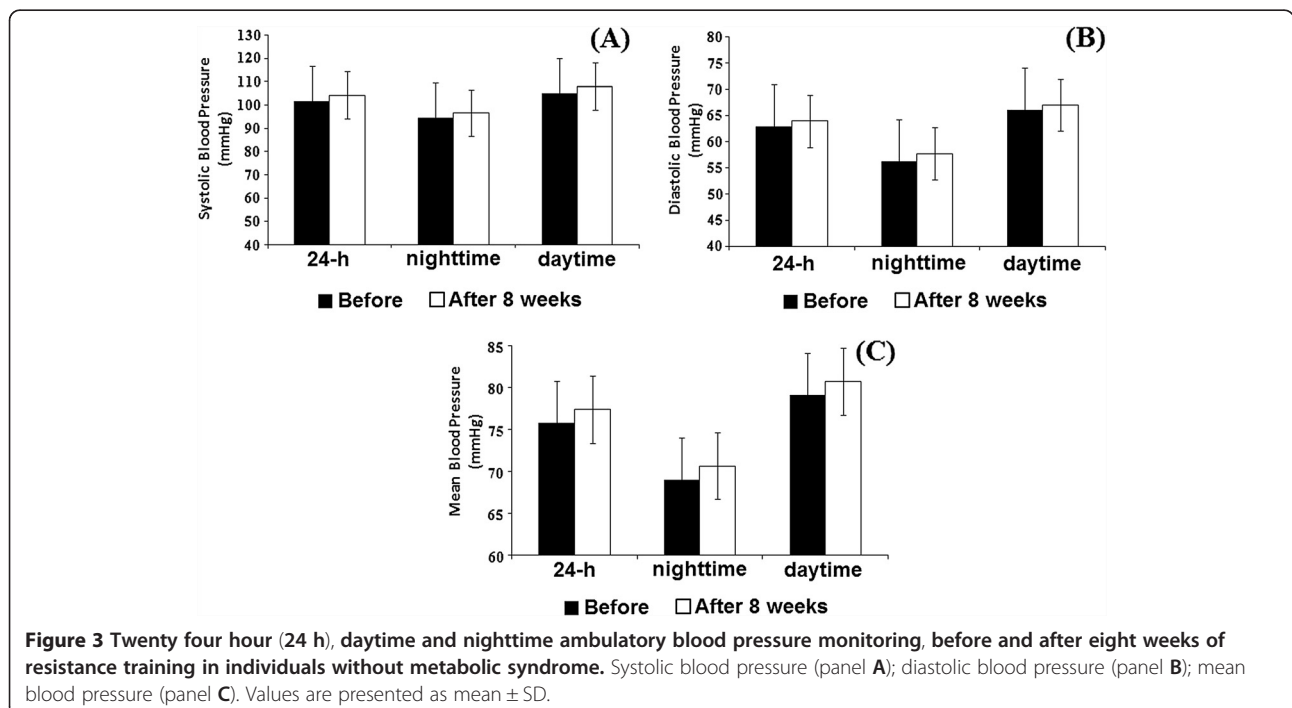 (A)
130
120
110
100
90
80
70
60
50
40
Systolic Blood Pressure
(mmHg)
24-h nighttime daytime
■ Before □ After 8 weeks
(B)
80
75
70
65
60
55
50
45
40
Diastolic Blood Pressure
(mmHg)
24-h nighttime daytime
■ Before □ After 8 weeks
(C)
85
80
75
70
65
60
Mean Blood Pressure
(mmHg)
24-h nighttime daytime
■ Before □ After 8 weeks
Figure 3 Twenty four hour (24 h), daytime and nighttime ambulatory blood pressure monitoring, before and after eight weeks of
resistance training in individuals without metabolic syndrome. Systolic blood pressure (panel A); diastolic blood pressure (panel B); mean
blood pressure (panel C). Values are presented as mean ± SD.